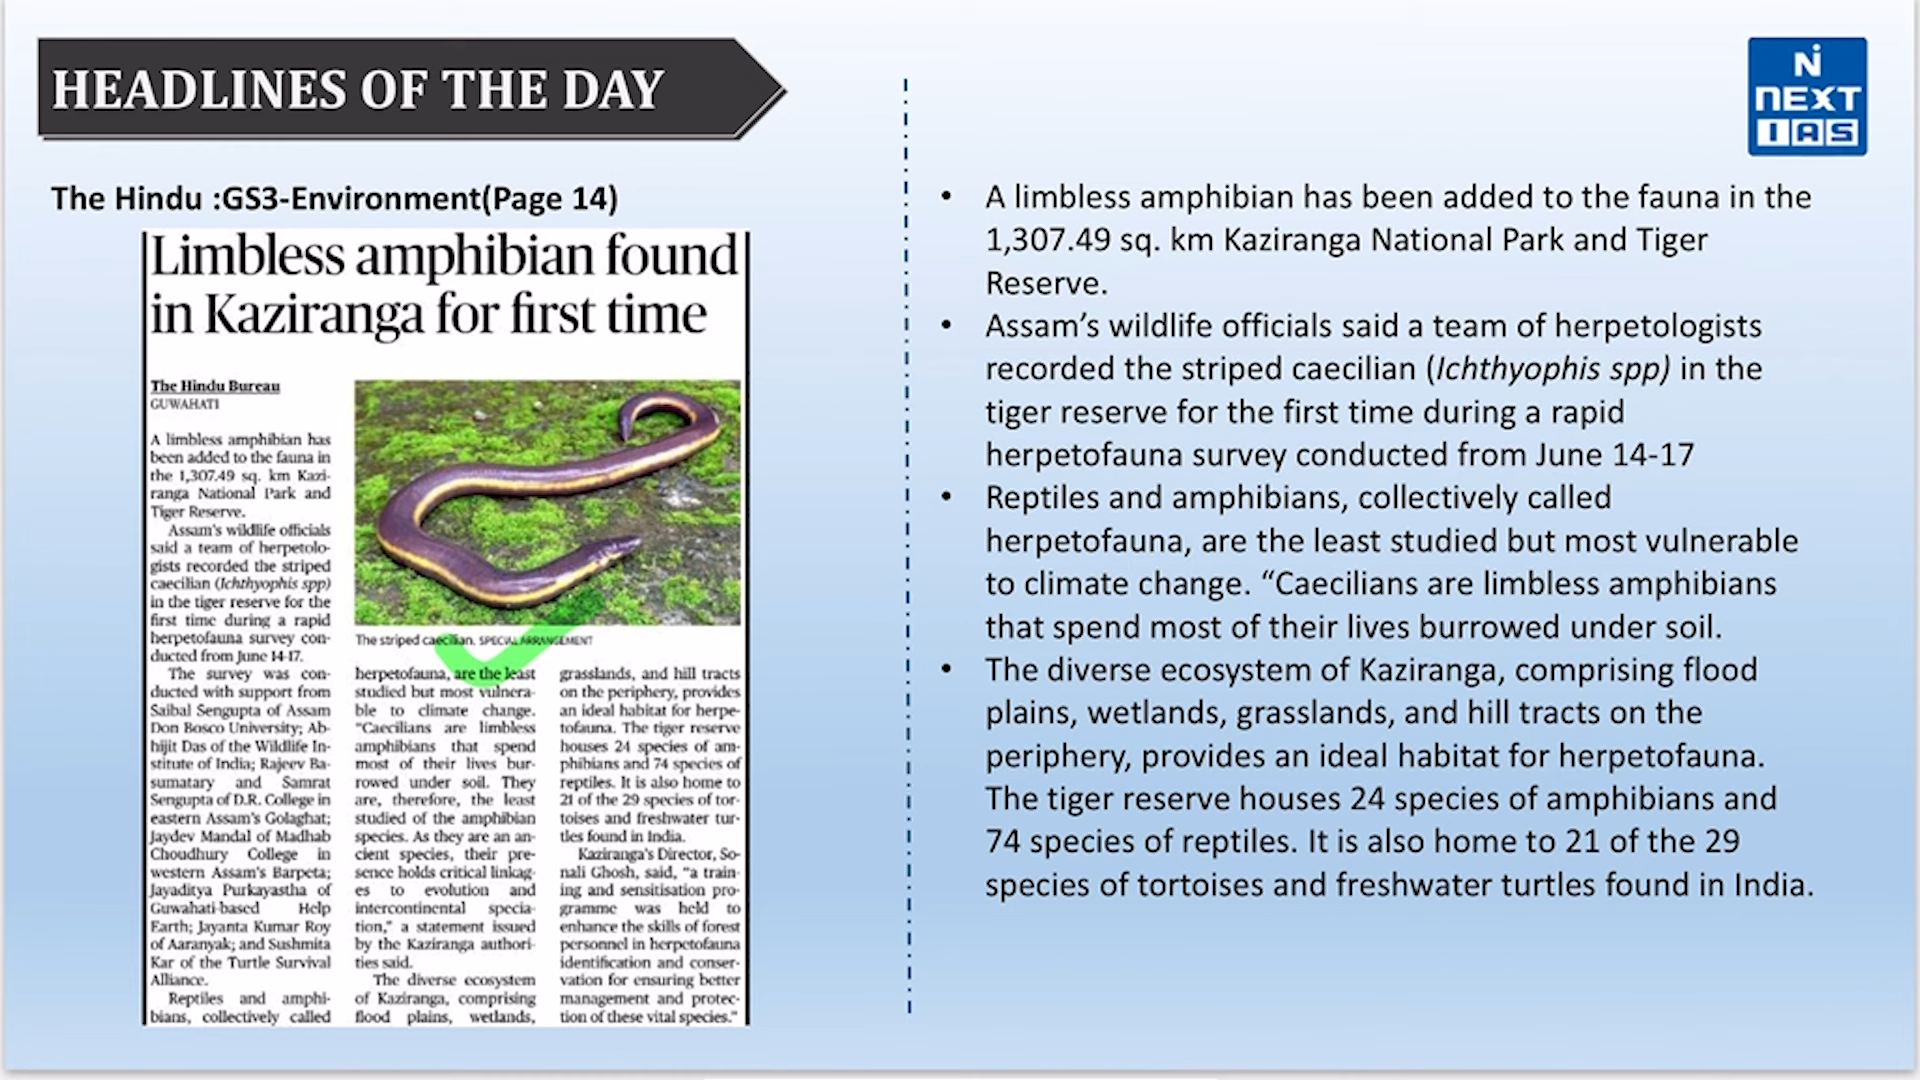 HEADLINES OF THE DAY
N
NEXT
IAS
The Hindu :GS3-Environment(Page 14)
Limbless amphibian found
in Kaziranga for first time
The Hindu Bureau
GUWAHATI
A limbless amphibian has
been added to the fauna in
the 1,307.49 sq. km Kazi-
ranga National Park and
Tiger Reserve.
Assam's wildlife officials
said a team of herpetolo-
gists recorded the striped
caecilian (Ichthyophis spp)
in the tiger reserve for the
first time during a rapid
herpetofauna survey con-
ducted from June 14-17.
The survey was con-
ducted with support from
Saibal Sengupta of Assam
Don Bosco University; Ab-
hijit Das of the Wildlife In-
stitute of India; Rajeev Ba-
sumatary and Samrat
Sengupta of D.R. College in
eastern Assam's Golaghat;
Jaydev Mandal of Madhab
Choudhury College in
western Assam's Barpeta;
Jayaditya Purkayastha of
Guwahati-based Help
Earth; Jayanta Kumar Roy
of Aaranyak; and Sushmita
Kar of the Turtle Survival
Alliance.
Reptiles and amphi-
bians, collectively called
The striped caecilian. SPECIAL ARRANGEMENT
herpetofauna, are the least
studied but most vulnera-
ble to climate change.
"Caecilians are limbless
amphibians that spend
most of their lives bur-
rowed under soil. They
are, therefore, the least
studied of the amphibian
species. As they are an an-
cient species, their pre-
sence holds critical linkag-
es to evolution and
intercontinental specia-
tion," a statement issued
by the Kaziranga authori-
ties said.
The diverse ecosystem
of Kaziranga, comprising
flood plains, wetlands,
grasslands, and hill tracts
on the periphery, provides
an ideal habitat for herpe-
tofauna. The tiger reserve
houses 24 species of am-
phibians and 74 species of
reptiles. It is also home to
21 of the 29 species of tor-
toises and freshwater tur-
tles found in India.
Kaziranga's Director, So-
nali Ghosh, said, "a train-
ing and sensitisation pro-
gramme was held to
enhance the skills of forest
personnel in herpetofauna
identification and conser-
vation for ensuring better
management and protec-
tion of these vital species."
• A limbless amphibian has been added to the fauna in the
1,307.49 sq. km Kaziranga National Park and Tiger
Reserve.
• Assam’s wildlife officials said a team of herpetologists
recorded the striped caecilian (Ichthyophis spp) in the
tiger reserve for the first time during a rapid
herpetofauna survey conducted from June 14-17
• Reptiles and amphibians, collectively called
herpetofauna, are the least studied but most vulnerable
to climate change. “Caecilians are limbless amphibians
that spend most of their lives burrowed under soil.
• The diverse ecosystem of Kaziranga, comprising flood
plains, wetlands, grasslands, and hill tracts on the
periphery, provides an ideal habitat for herpetofauna.
The tiger reserve houses 24 species of amphibians and
74 species of reptiles. It is also home to 21 of the 29
species of tortoises and freshwater turtles found in India.